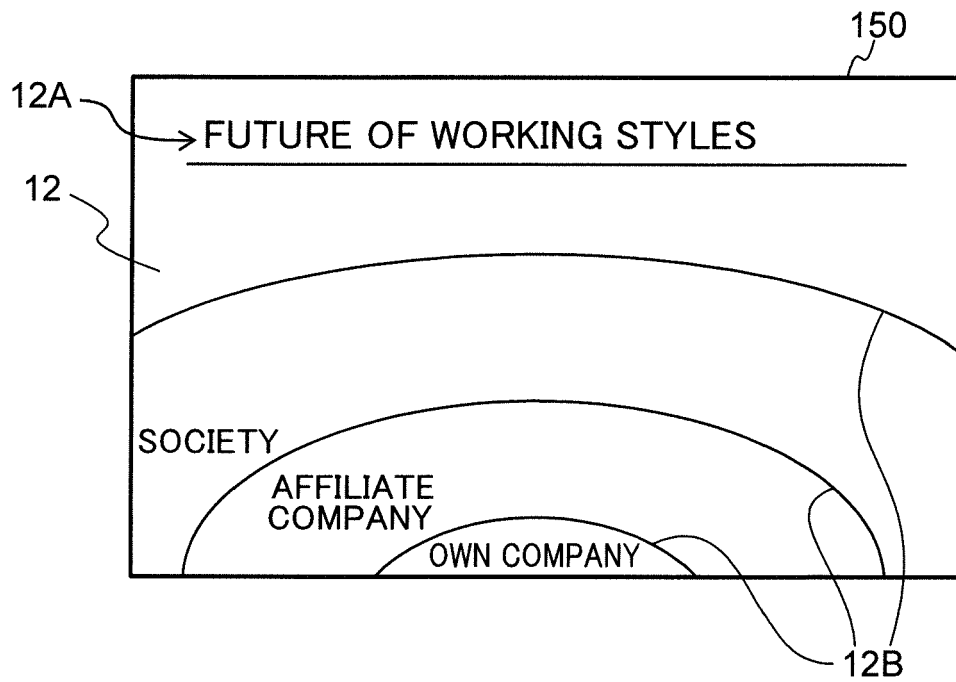 150
12A
FUTURE OF WORKING STYLES
12
SOCIETY
AFFILIATE
COMPANY
OWN COMPANY
12B